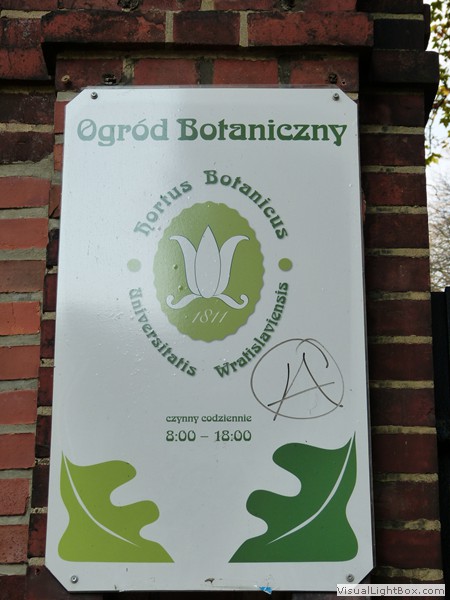 Ogród Botaniczny
Hortus Botanicus
Universitatis Wratislaviensis
1811
czynny codziennie
8:00 – 18:00
VisualLightBox.com